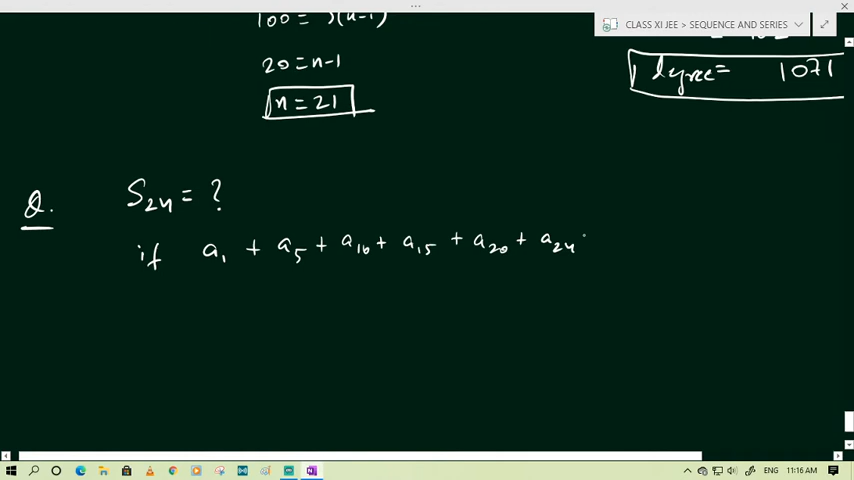 CLASS XI JEE > SEQUENCE AND SERIES
20 = n-1
n = 21
degree = 1071
Q. S₂₄ = ?
if a₁ + a₅ + a₁₀ + a₁₅ + a₂₀ + a₂₄
ENG 11:16 AM